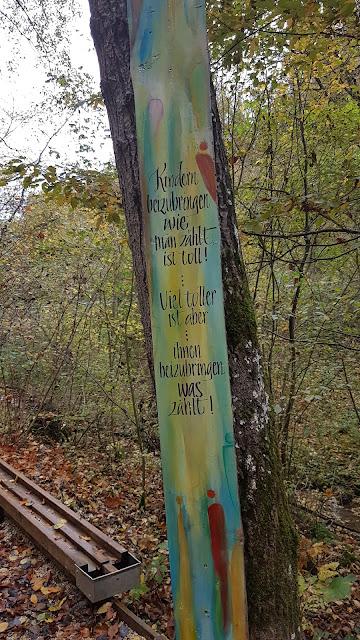 Kindern
beizubringen
wie
man zählt
ist toll!
:
Viel toller
ist aber
:
ihnen
beizubringen
was
zählt!